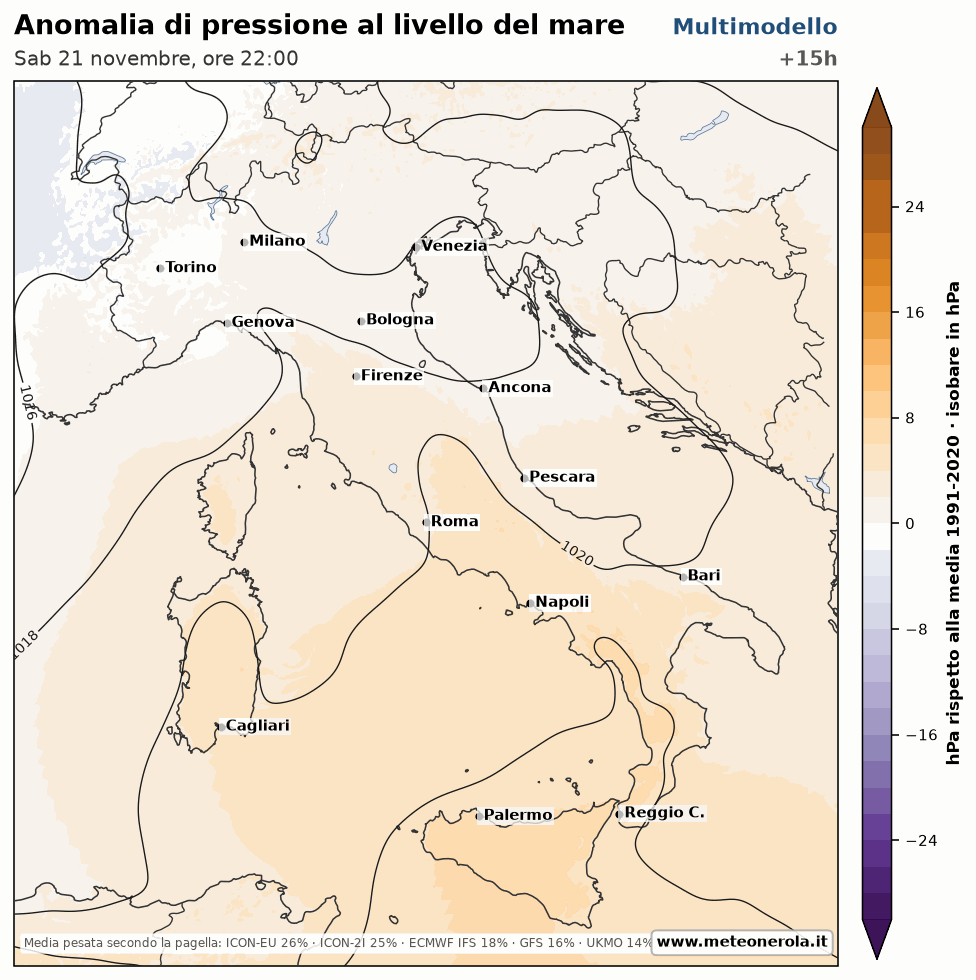 Anomalia di pressione al livello del mare
Multimodello
Sab 21 novembre, ore 22:00
+15h
Milano
Venezia
Torino
Genova
Bologna
Firenze
Ancona
1016
Pescara
Roma
1020
Bari
Napoli
1018
Cagliari
Palermo
Reggio C.
24
16
8
0
−8
−16
−24
hPa rispetto alla media 1991-2020 · isobare in hPa
Media pesata secondo la pagella: ICON-EU 26% · ICON-2I 25% · ECMWF IFS 18% · GFS 16% · UKMO 14%
www.meteonerola.it